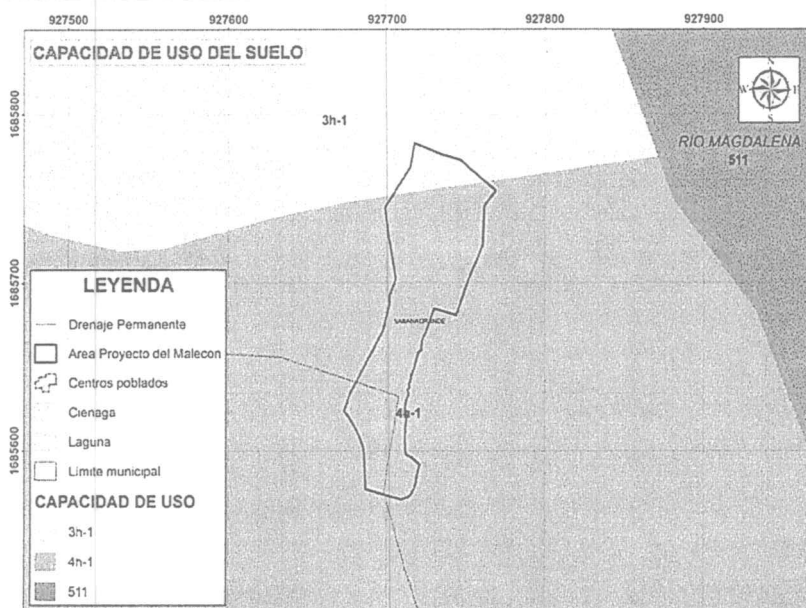 927500 927600 927700 927800 927900
CAPACIDAD DE USO DEL SUELO
N
W E
S
1685800
3h-1
RIO MAGDALENA
511
1685700
LEYENDA
Drenaje Permanente
SABANAGRANDE
Area Proyecto del Malecon
Centros poblados
Cienaga
4h-1
Laguna
1685600
Limite municipal
CAPACIDAD DE USO
3h-1
4h-1
511